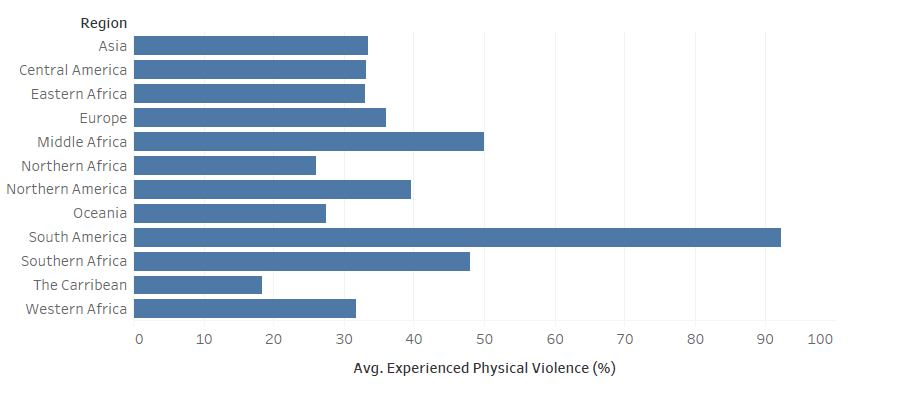 Region
Asia
Central America
Eastern Africa
Europe
Middle Africa
Northern Africa
Northern America
Oceania
South America
Southern Africa
The Carribean
Western Africa
0 10 20 30 40 50 60 70 80 90 100
Avg. Experienced Physical Violence (%)